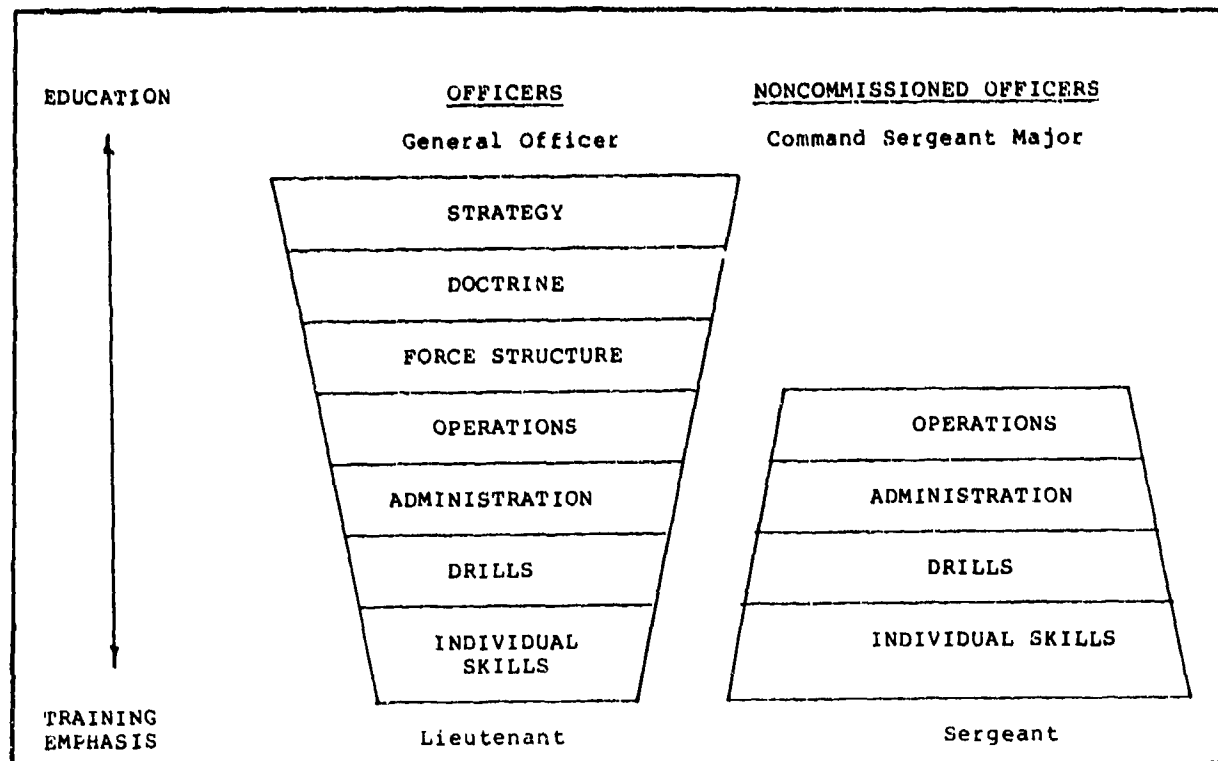 EDUCATION
TRAINING
EMPHASIS
OFFICERS
General Officer
STRATEGY
DOCTRINE
FORCE STRUCTURE
OPERATIONS
ADMINISTRATION
DRILLS
INDIVIDUAL
SKILLS
Lieutenant
NONCOMMISSIONED OFFICERS
Command Sergeant Major
OPERATIONS
ADMINISTRATION
DRILLS
INDIVIDUAL SKILLS
Sergeant